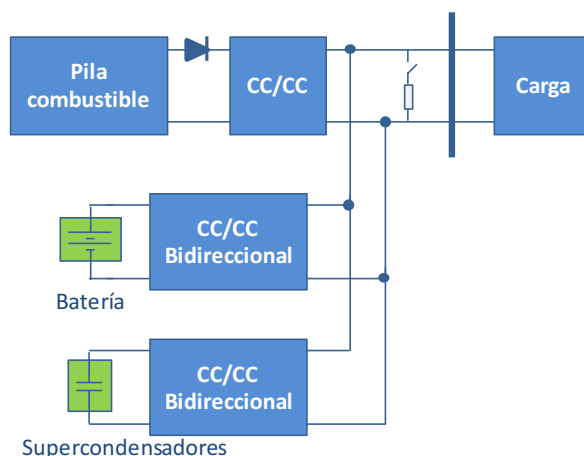 Pila
combustible
CC/CC
Carga
CC/CC
Bidireccional
Batería
CC/CC
Bidireccional
Supercondensadores